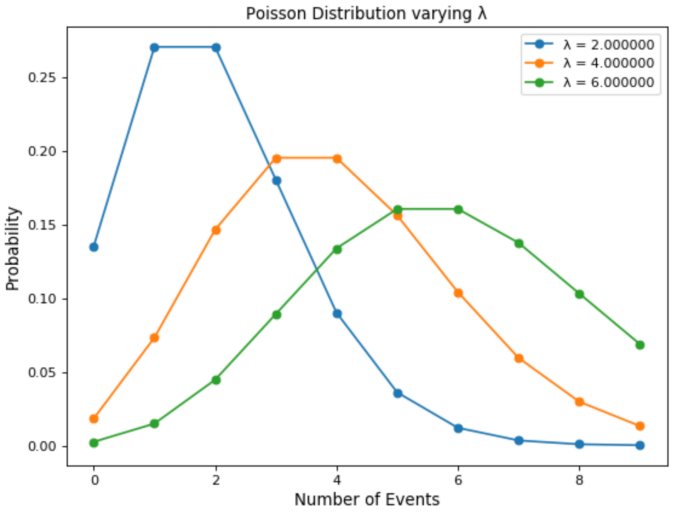 Poisson Distribution varying λ
λ = 2.000000
λ = 4.000000
λ = 6.000000
Probability
0.25
0.20
0.15
0.10
0.05
0.00
0 2 4 6 8
Number of Events